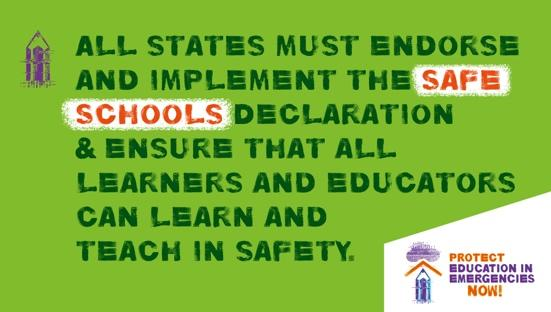 ALL STATES MUST ENDORSE
AND IMPLEMENT THE SAFE
SCHOOLS DECLARATION
& ENSURE THAT ALL
LEARNERS AND EDUCATORS
CAN LEARN AND
TEACH IN SAFETY.
PROTECT
EDUCATION IN
EMERGENCIES
NOW!